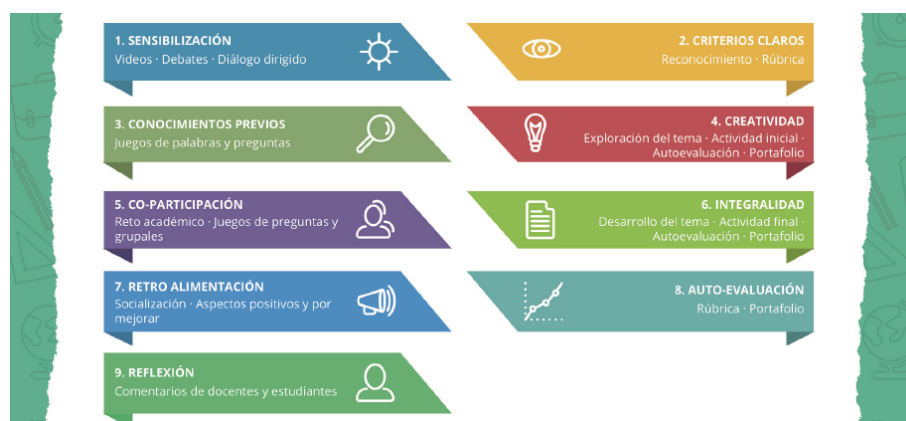 1. SENSIBILIZACIÓN
Videos · Debates · Diálogo dirigido
2. CRITERIOS CLAROS
Reconocimiento · Rúbrica
3. CONOCIMIENTOS PREVIOS
Juegos de palabras y preguntas
4. CREATIVIDAD
Exploración del tema · Actividad inicial ·
Autoevaluación · Portafolio
5. CO-PARTICIPACIÓN
Reto académico · Juegos de preguntas y
grupales
6. INTEGRALIDAD
Desarrollo del tema · Actividad final ·
Autoevaluación · Portafolio
7. RETRO ALIMENTACIÓN
Socialización · Aspectos positivos y por
mejorar
8. AUTO-EVALUACIÓN
Rúbrica · Portafolio
9. REFLEXIÓN
Comentarios de docentes y estudiantes